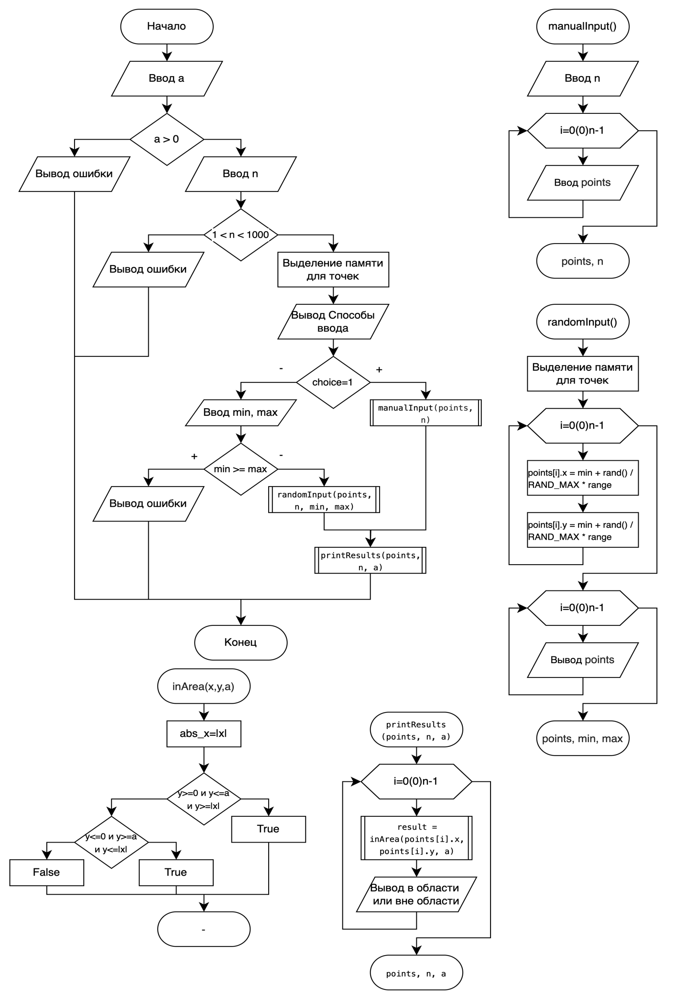 Начало
Ввод a
a > 0
Вывод ошибки
Ввод n
1 < n < 1000
Вывод ошибки
Выделение памяти
для точек
Вывод Способы
ввода
-
+
choice=1
Ввод min, max
manualInput(points,
n)
+
-
min >= max
Вывод ошибки
randomInput(points,
n, min, max)
printResults(points,
n, a)
Конец
manualInput()
Ввод n
i=0(0)n-1
Ввод points
points, n
randomInput()
Выделение памяти
для точек
i=0(0)n-1
points[i].x = min + rand() /
RAND_MAX * range
points[i].y = min + rand() /
RAND_MAX * range
i=0(0)n-1
Вывод points
points, min, max
inArea(x,y,a)
abs_x=|x|
y>=0 и y<=a
и y>=|x|
True
y<=0 и y>=a
и y<=|x|
False
True
-
printResults
(points, n, a)
i=0(0)n-1
result =
inArea(points[i].x,
points[i].y, a)
Вывод в области
или вне области
points, n, a